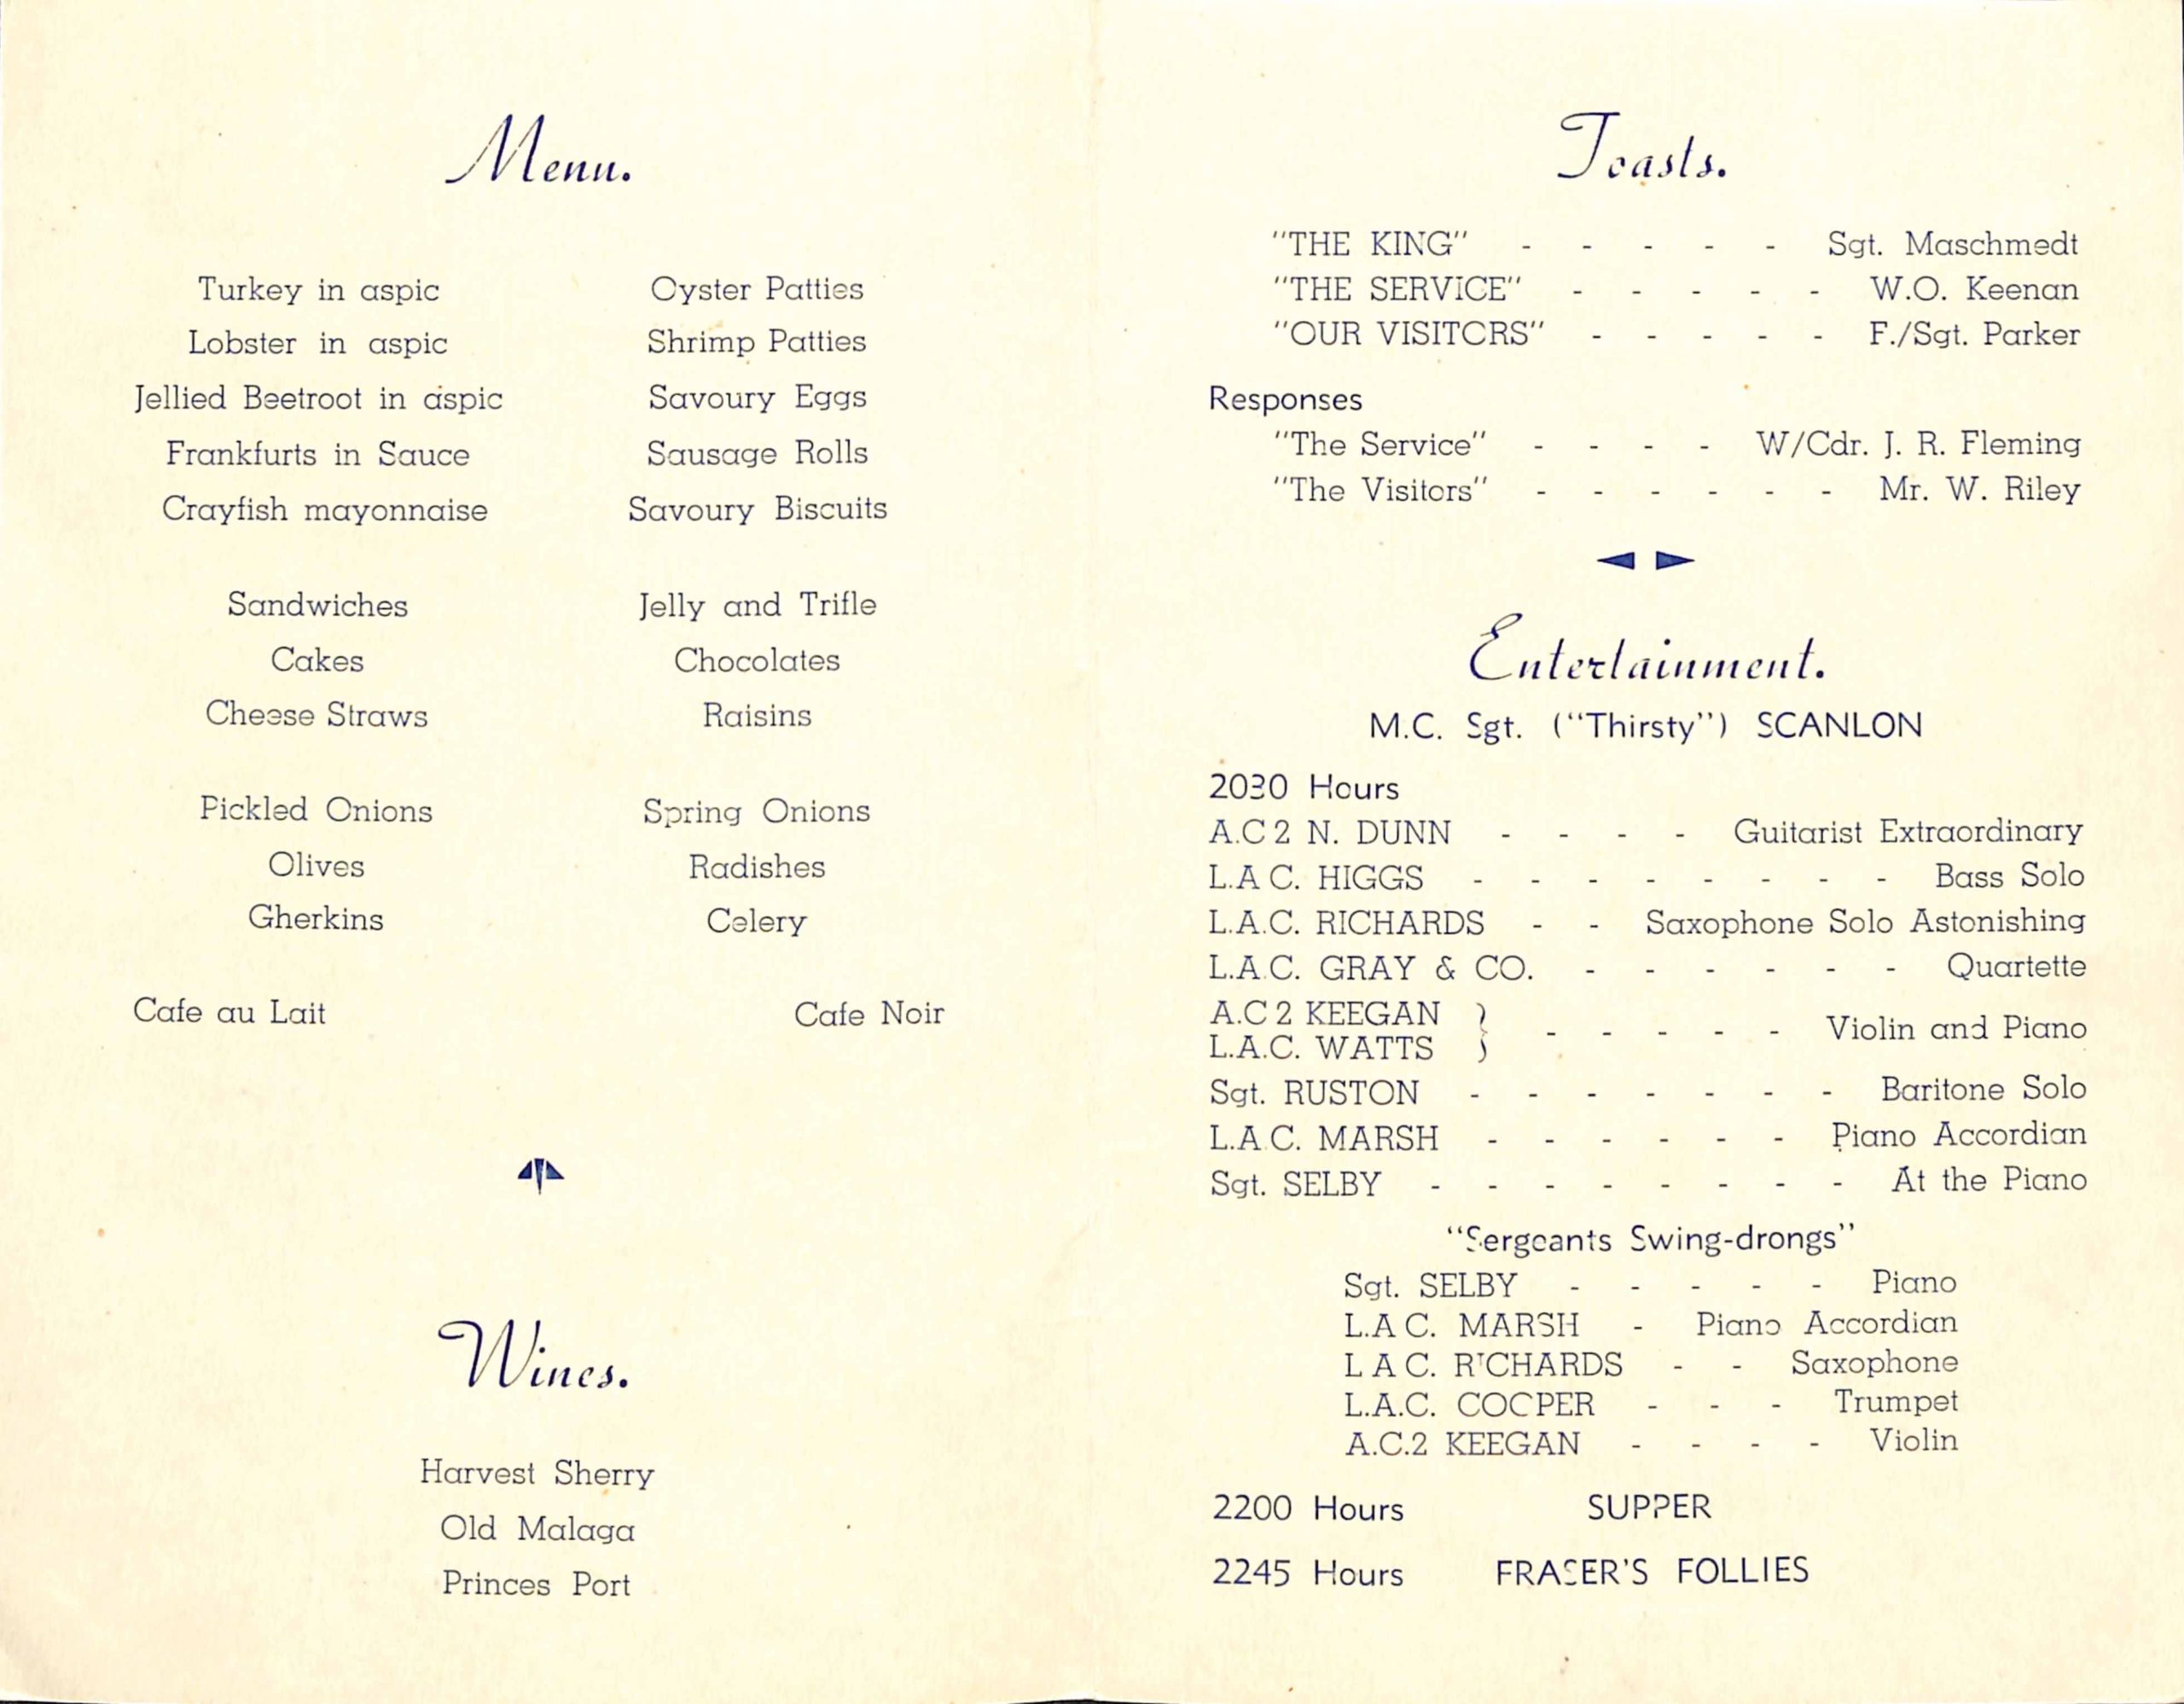 Menu.
Turkey in aspic
Lobster in aspic
Jellied Beetroot in aspic
Frankfurts in Sauce
Crayfish mayonnaise
Oyster Patties
Shrimp Patties
Savoury Eggs
Sausage Rolls
Savoury Biscuits
Sandwiches
Cakes
Cheese Straws
Jelly and Trifle
Chocolates
Raisins
Pickled Onions
Olives
Gherkins
Spring Onions
Radishes
Celery
Cafe au Lait
Cafe Noir
Wines.
Harvest Sherry
Old Malaga
Princes Port
Toasts.
"THE KING" - - - - - Sgt. Maschmedt
"THE SERVICE" - - - - - W.O. Keenan
"OUR VISITORS" - - - - - F./Sgt. Parker
Responses
"The Service" - - - - W/Cdr. J. R. Fleming
"The Visitors" - - - - - - Mr. W. Riley
Entertainment.
M.C. Sgt. ("Thirsty") SCANLON
2030 Hours
A.C 2 N. DUNN - - - - Guitarist Extraordinary
L.A C. HIGGS - - - - - - - - Bass Solo
L.A.C. RICHARDS - - Saxophone Solo Astonishing
L.A.C. GRAY & CO. - - - - - - Quartette
A.C 2 KEEGAN
L.A.C. WATTS } - - - - - Violin and Piano
Sgt. RUSTON - - - - - - - Baritone Solo
L.A.C. MARSH - - - - - - Piano Accordian
Sgt. SELBY - - - - - - - - At the Piano
"Sergeants Swing-drongs"
Sgt. SELBY - - - - - Piano
L.A C. MARSH - Piano Accordian
L A C. RICHARDS - - Saxophone
L.A.C. COOPER - - - Trumpet
A.C.2 KEEGAN - - - - Violin
2200 Hours SUPPER
2245 Hours FRASER'S FOLLIES